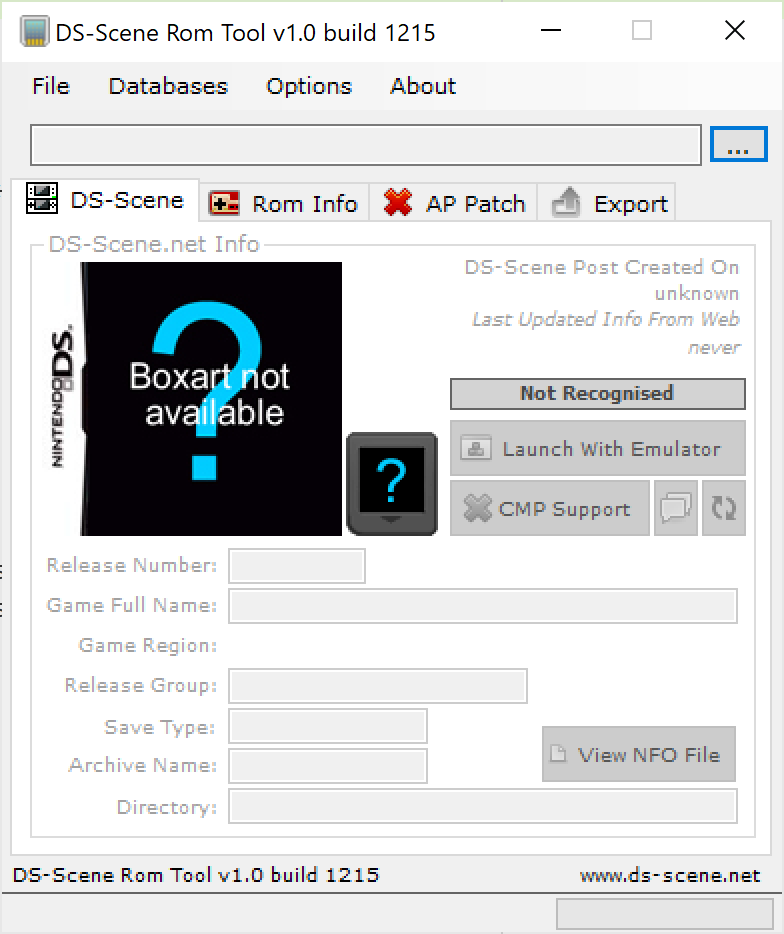 DS-Scene Rom Tool v1.0 build 1215
File Databases Options About
...
DS-Scene Rom Info AP Patch Export
DS-Scene.net Info
NINTENDO DS.
Boxart not
available
?
DS-Scene Post Created On
unknown
Last Updated Info From Web
never
Not Recognised
Launch With Emulator
CMP Support
Release Number:
Game Full Name:
Game Region:
Release Group:
Save Type:
Archive Name:
View NFO File
Directory:
DS-Scene Rom Tool v1.0 build 1215 www.ds-scene.net